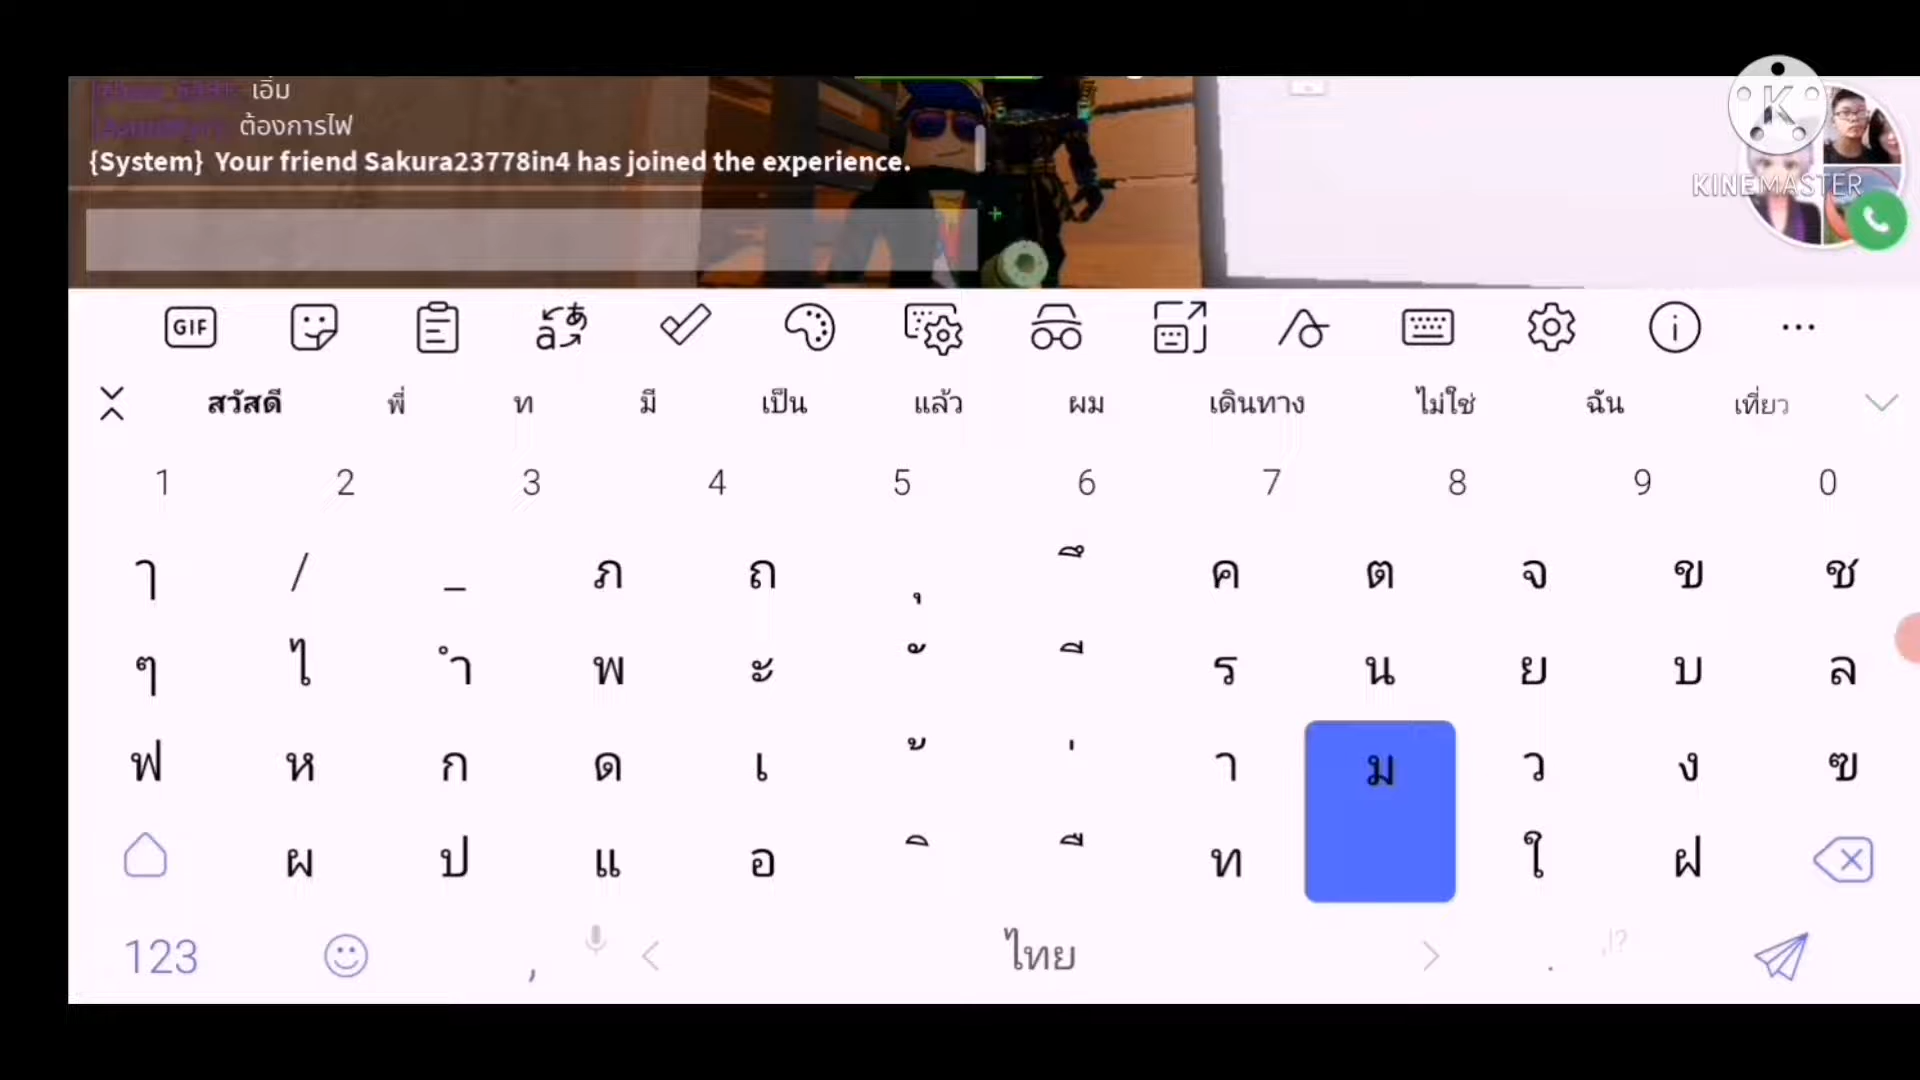 เอิ่ม
ต้องการไฟ
{System} Your friend Sakura23778in4 has joined the experience.
KINEMASTER
GIF
สวัสดี พี่ ท มี เป็น แล้ว ผม เดินทาง ไม่ใช่ ฉัน เที่ยว
1 2 3 4 5 6 7 8 9 0
ๅ / _ ภ ถ ุ ึ ค ต จ ข ช
ๆ ไ ำ พ ะ ั ี ร น ย บ ล
ฟ ห ก ด เ ้ ่ า ม ว ง ฃ
ผ ป แ อ ิ ื ท ใ ฝ
123 , ไทย . ,!?